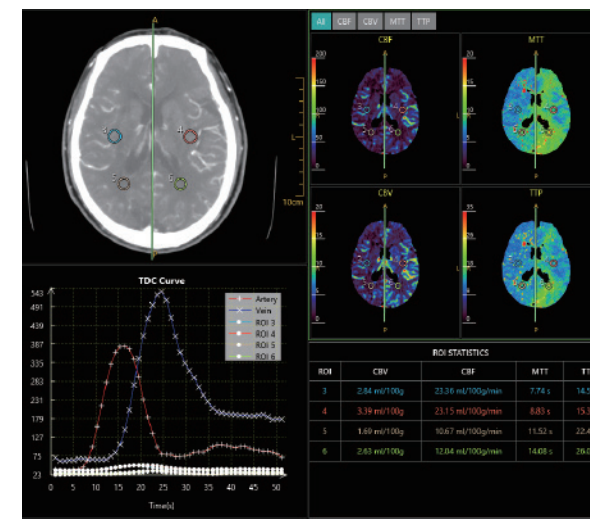 A
4
4
5
5
L
10cm
P
All CBF CBV MTT TTP
CBF
MTT
200
150
100
50
0
20
15
10
5
0
A
A
L
L
P
P
CBV
TTP
20
15
10
5
0
35
A
A
L
L
P
P
TDC Curve
543
491
439
387
335
283
231
179
127
75
23
Artery
Vein
ROI 3
ROI 4
ROI 5
ROI 6
0 5 10 15 20 25 30 35 40 45 50
Time[s]
ROI STATISTICS
ROI CBV CBF MTT
3 2.84 ml/100g 23.36 ml/100g/min 7.74 s
4 3.39 ml/100g 23.15 ml/100g/min 8.83 s
5 1.69 ml/100g 10.67 ml/100g/min 11.52 s
6 2.63 ml/100g 12.04 ml/100g/min 14.08 s